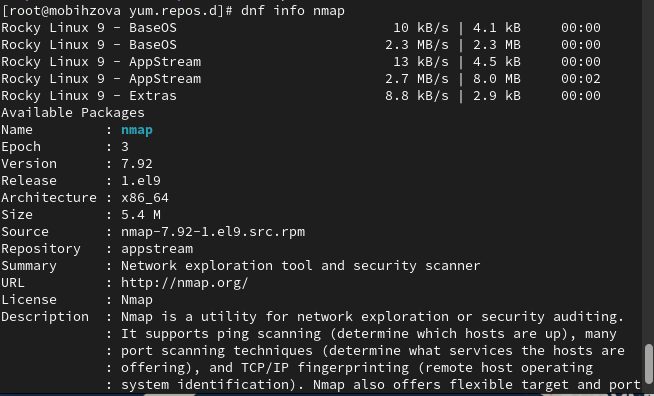 [root@mobihzova yum.repos.d]# dnf info nmap
Rocky Linux 9 - BaseOS                          10 kB/s | 4.1 kB     00:00
Rocky Linux 9 - BaseOS                         2.3 MB/s | 2.3 MB     00:00
Rocky Linux 9 - AppStream                       13 kB/s | 4.5 kB     00:00
Rocky Linux 9 - AppStream                      2.7 MB/s | 8.0 MB     00:02
Rocky Linux 9 - Extras                         8.8 kB/s | 2.9 kB     00:00
Available Packages
Name         : nmap
Epoch        : 3
Version      : 7.92
Release      : 1.el9
Architecture : x86_64
Size         : 5.4 M
Source       : nmap-7.92-1.el9.src.rpm
Repository   : appstream
Summary      : Network exploration tool and security scanner
URL          : http://nmap.org/
License      : Nmap
Description  : Nmap is a utility for network exploration or security auditing.
             : It supports ping scanning (determine which hosts are up), many
             : port scanning techniques (determine what services the hosts are
             : offering), and TCP/IP fingerprinting (remote host operating
             : system identification). Nmap also offers flexible target and port